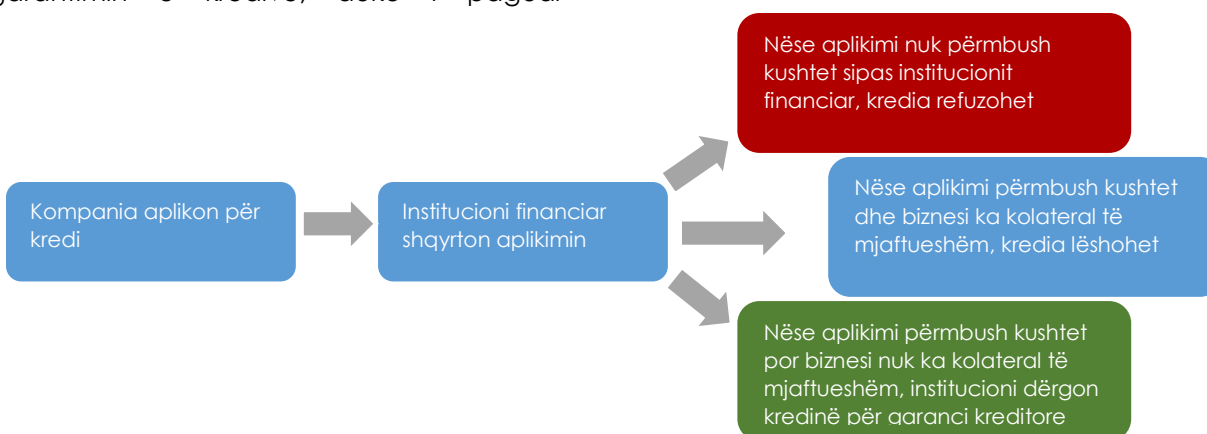 Nëse aplikimi nuk përmbush
kushtet sipas institucionit
financiar, kredia refuzohet
Kompania aplikon për
kredi
Institucioni financiar
shqyrton aplikimin
Nëse aplikimi përmbush kushtet
dhe biznesi ka kolateral të
mjaftueshëm, kredia lëshohet
Nëse aplikimi përmbush kushtet
por biznesi nuk ka kolateral të
mjaftueshëm, institucioni dërgon
kredinë për garanci kreditore